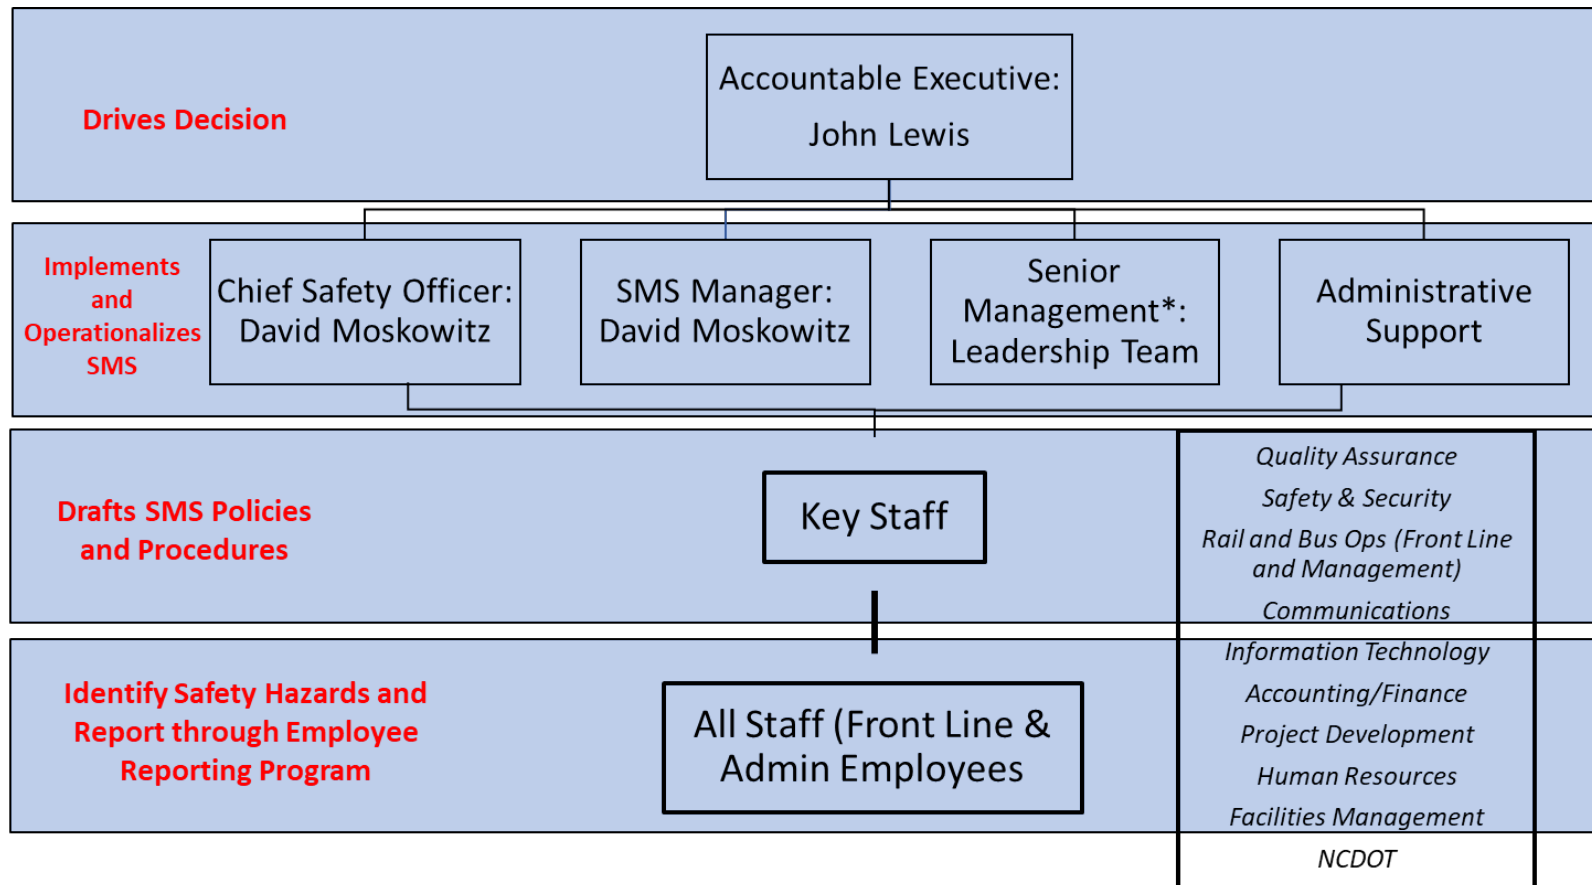 Drives Decision
Accountable Executive:
John Lewis
Implements
and
Operationalizes
SMS
Chief Safety Officer:
David Moskowitz
SMS Manager:
David Moskowitz
Senior
Management*:
Leadership Team
Administrative
Support
Drafts SMS Policies
and Procedures
Key Staff
Identify Safety Hazards and
Report through Employee
Reporting Program
All Staff (Front Line &
Admin Employees
Quality Assurance
Safety & Security
Rail and Bus Ops (Front Line
and Management)
Communications
Information Technology
Accounting/Finance
Project Development
Human Resources
Facilities Management
NCDOT